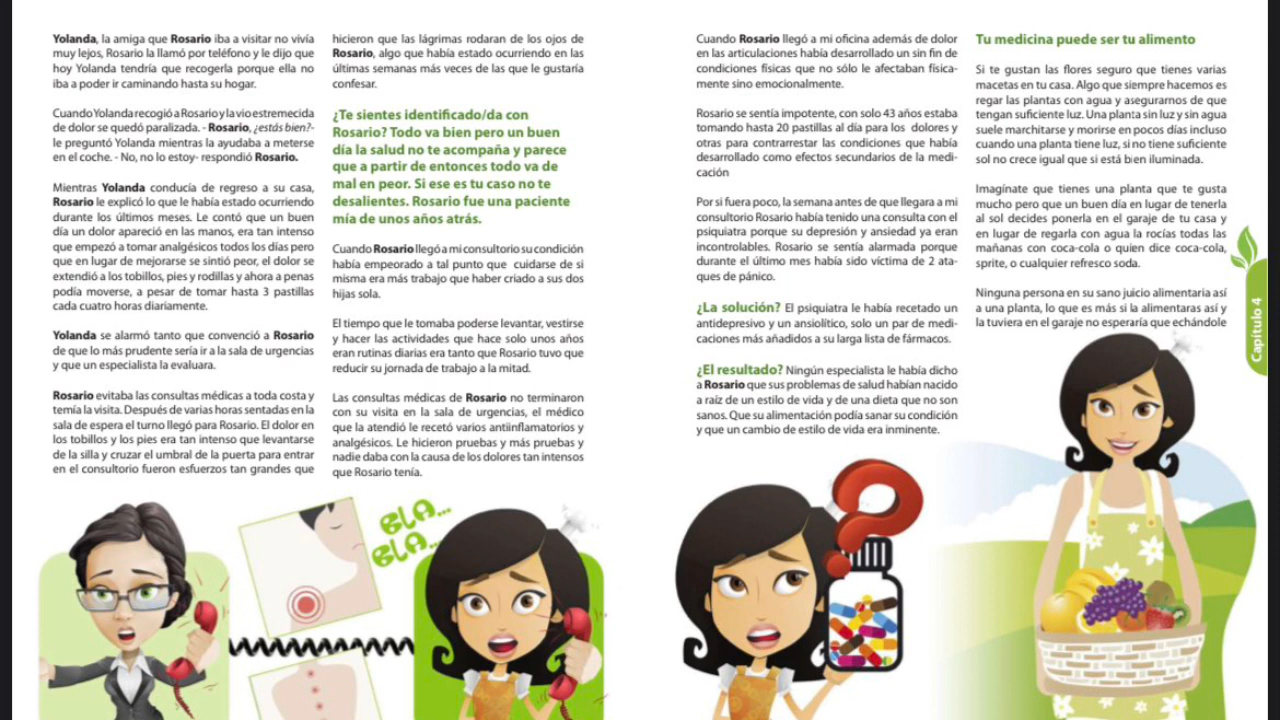 Yolanda, la amiga que Rosario iba a visitar no vivía
muy lejos, Rosario la llamó por teléfono y le dijo que
hoy Yolanda tendría que recogerla porque ella no
iba a poder ir caminando hasta su hogar.
Cuando Yolanda recogió a Rosario y la vio estremecida
de dolor se quedó paralizada. - Rosario, ¿estás bien?-
le preguntó Yolanda mientras la ayudaba a meterse
en el coche. - No, no lo estoy- respondió Rosario.
Mientras Yolanda conducía de regreso a su casa,
Rosario le explicó lo que le había estado ocurriendo
durante los últimos meses. Le contó que un buen
día un dolor apareció en las manos, era tan intenso
que empezó a tomar analgésicos todos los días pero
que en lugar de mejorarse se sintió peor, el dolor se
extendió a los tobillos, pies y rodillas y ahora a penas
podía moverse, a pesar de tomar hasta 3 pastillas
cada cuatro horas diariamente.
Yolanda se alarmó tanto que convenció a Rosario
de que lo más prudente sería ir a la sala de urgencias
y que un especialista la evaluara.
Rosario evitaba las consultas médicas a toda costa y
temía la visita. Después de varias horas sentadas en la
sala de espera el turno llegó para Rosario. El dolor en
los tobillos y los pies era tan intenso que levantarse
de la silla y cruzar el umbral de la puerta para entrar
en el consultorio fueron esfuerzos tan grandes que
hicieron que las lágrimas rodaran de los ojos de
Rosario, algo que había estado ocurriendo en las
últimas semanas más veces de las que le gustaría
confesar.
¿Te sientes identificado/da con
Rosario? Todo va bien pero un buen
día la salud no te acompaña y parece
que a partir de entonces todo va de
mal en peor. Si ese es tu caso no te
desalientes. Rosario fue una paciente
mía de unos años atrás.
Cuando Rosario llegó a mi consultorio su condición
había empeorado a tal punto que cuidarse de si
misma era más trabajo que haber criado a sus dos
hijas sola.
El tiempo que le tomaba poderse levantar, vestirse
y hacer las actividades que hace solo unos años
eran rutinas diarias era tanto que Rosario tuvo que
reducir su jornada de trabajo a la mitad.
Las consultas médicas de Rosario no terminaron
con su visita en la sala de urgencias, el médico
que la atendió le recetó varios antiinflamatorios y
analgésicos. Le hicieron pruebas y más pruebas y
nadie daba con la causa de los dolores tan intensos
que Rosario tenía.
BLA...
BLA...
Cuando Rosario llegó a mi oficina además de dolor
en las articulaciones había desarrollado un sin fin de
condiciones físicas que no sólo le afectaban física-
mente sino emocionalmente.
Rosario se sentía impotente, con solo 43 años estaba
tomando hasta 20 pastillas al día para los dolores y
otras para contrarrestar las condiciones que había
desarrollado como efectos secundarios de la medi-
cación
Por si fuera poco, la semana antes de que llegara a mi
consultorio Rosario había tenido una consulta con el
psiquiatra porque su depresión y ansiedad ya eran
incontrolables. Rosario se sentía alarmada porque
durante el último mes había sido víctima de 2 ata-
ques de pánico.
¿La solución? El psiquiatra le había recetado un
antidepresivo y un ansiolítico, solo un par de medi-
caciones más añadidos a su larga lista de fármacos.
¿El resultado? Ningún especialista le había dicho
a Rosario que sus problemas de salud habían nacido
a raíz de un estilo de vida y de una dieta que no son
sanos. Que su alimentación podía sanar su condición
y que un cambio de estilo de vida era inminente.
Tu medicina puede ser tu alimento
Si te gustan las flores seguro que tienes varias
macetas en tu casa. Algo que siempre hacemos es
regar las plantas con agua y asegurarnos de que
tengan suficiente luz. Una planta sin luz y sin agua
suele marchitarse y morirse en pocos días incluso
cuando una planta tiene luz, si no tiene suficiente
sol no crece igual que si está bien iluminada.
Imagínate que tienes una planta que te gusta
mucho pero que un buen día en lugar de tenerla
al sol decides ponerla en el garaje de tu casa y
en lugar de regarla con agua la rocías todas las
mañanas con coca-cola o quien dice coca-cola,
sprite, o cualquier refresco soda.
Ninguna persona en su sano juicio alimentaria así
a una planta, lo que es más si la alimentaras así y
la tuviera en el garaje no esperaría que echándole
Capítulo 4